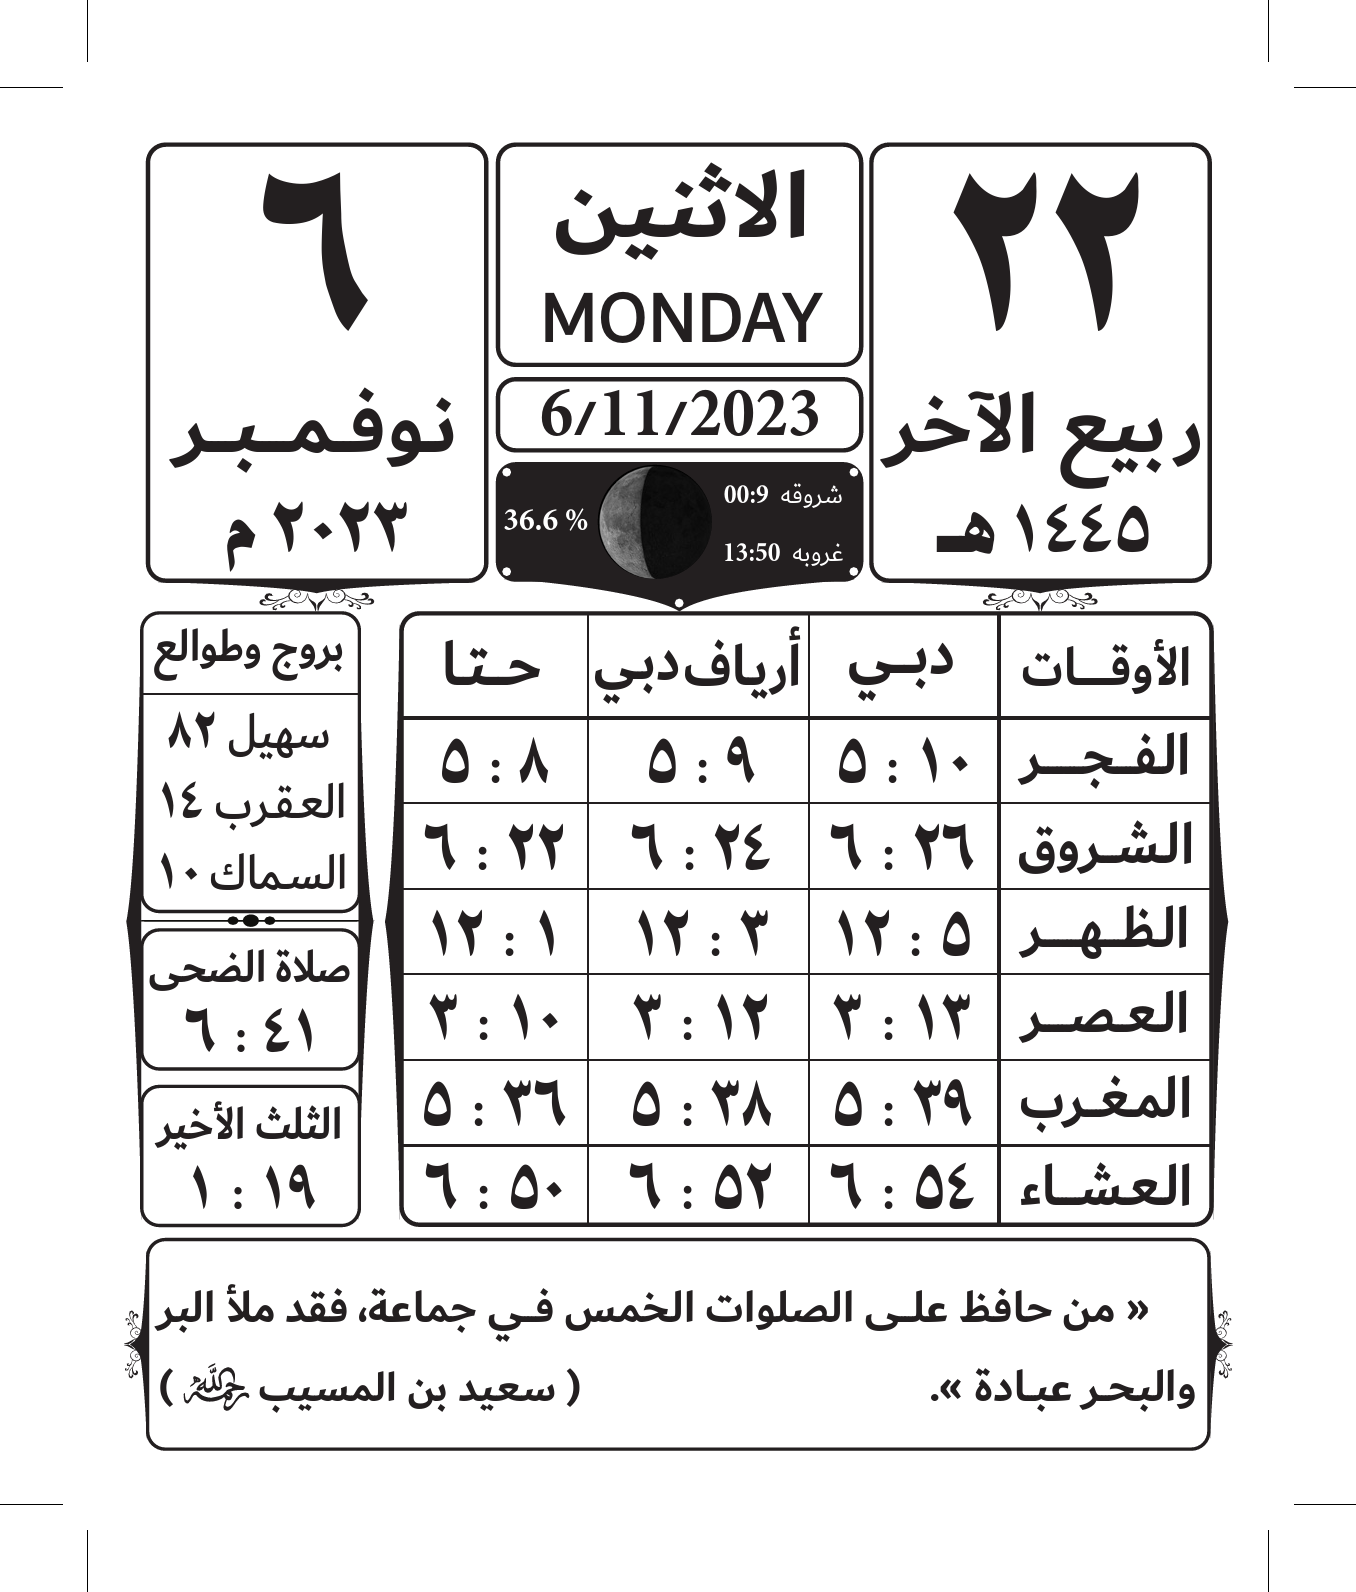 ٢٢
ربيع الآخر
١٤٤٥ هـ
الاثنين
MONDAY
6/11/2023
شروقه 00:9
غروبه 13:50
36.6 %
٦
نوفمبر
٢٠٢٣ م
الأوقات دبي أرياف دبي حتا
الفجر ٥ : ١٠ ٥ : ٩ ٥ : ٨
الشروق ٦ : ٢٦ ٦ : ٢٤ ٦ : ٢٢
الظهر ١٢ : ٥ ١٢ : ٣ ١٢ : ١
العصر ٣ : ١٣ ٣ : ١٢ ٣ : ١٠
المغرب ٥ : ٣٩ ٥ : ٣٨ ٥ : ٣٦
العشاء ٦ : ٥٤ ٦ : ٥٢ ٦ : ٥٠
بروج وطوالع
سهيل ٨٢
العقرب ١٤
السماك ١٠
صلاة الضحى
٦ : ٤١
الثلث الأخير
١ : ١٩
« من حافظ على الصلوات الخمس في جماعة، فقد ملأ البر
والبحر عبادة ». ( سعيد بن المسيب رحمه الله )